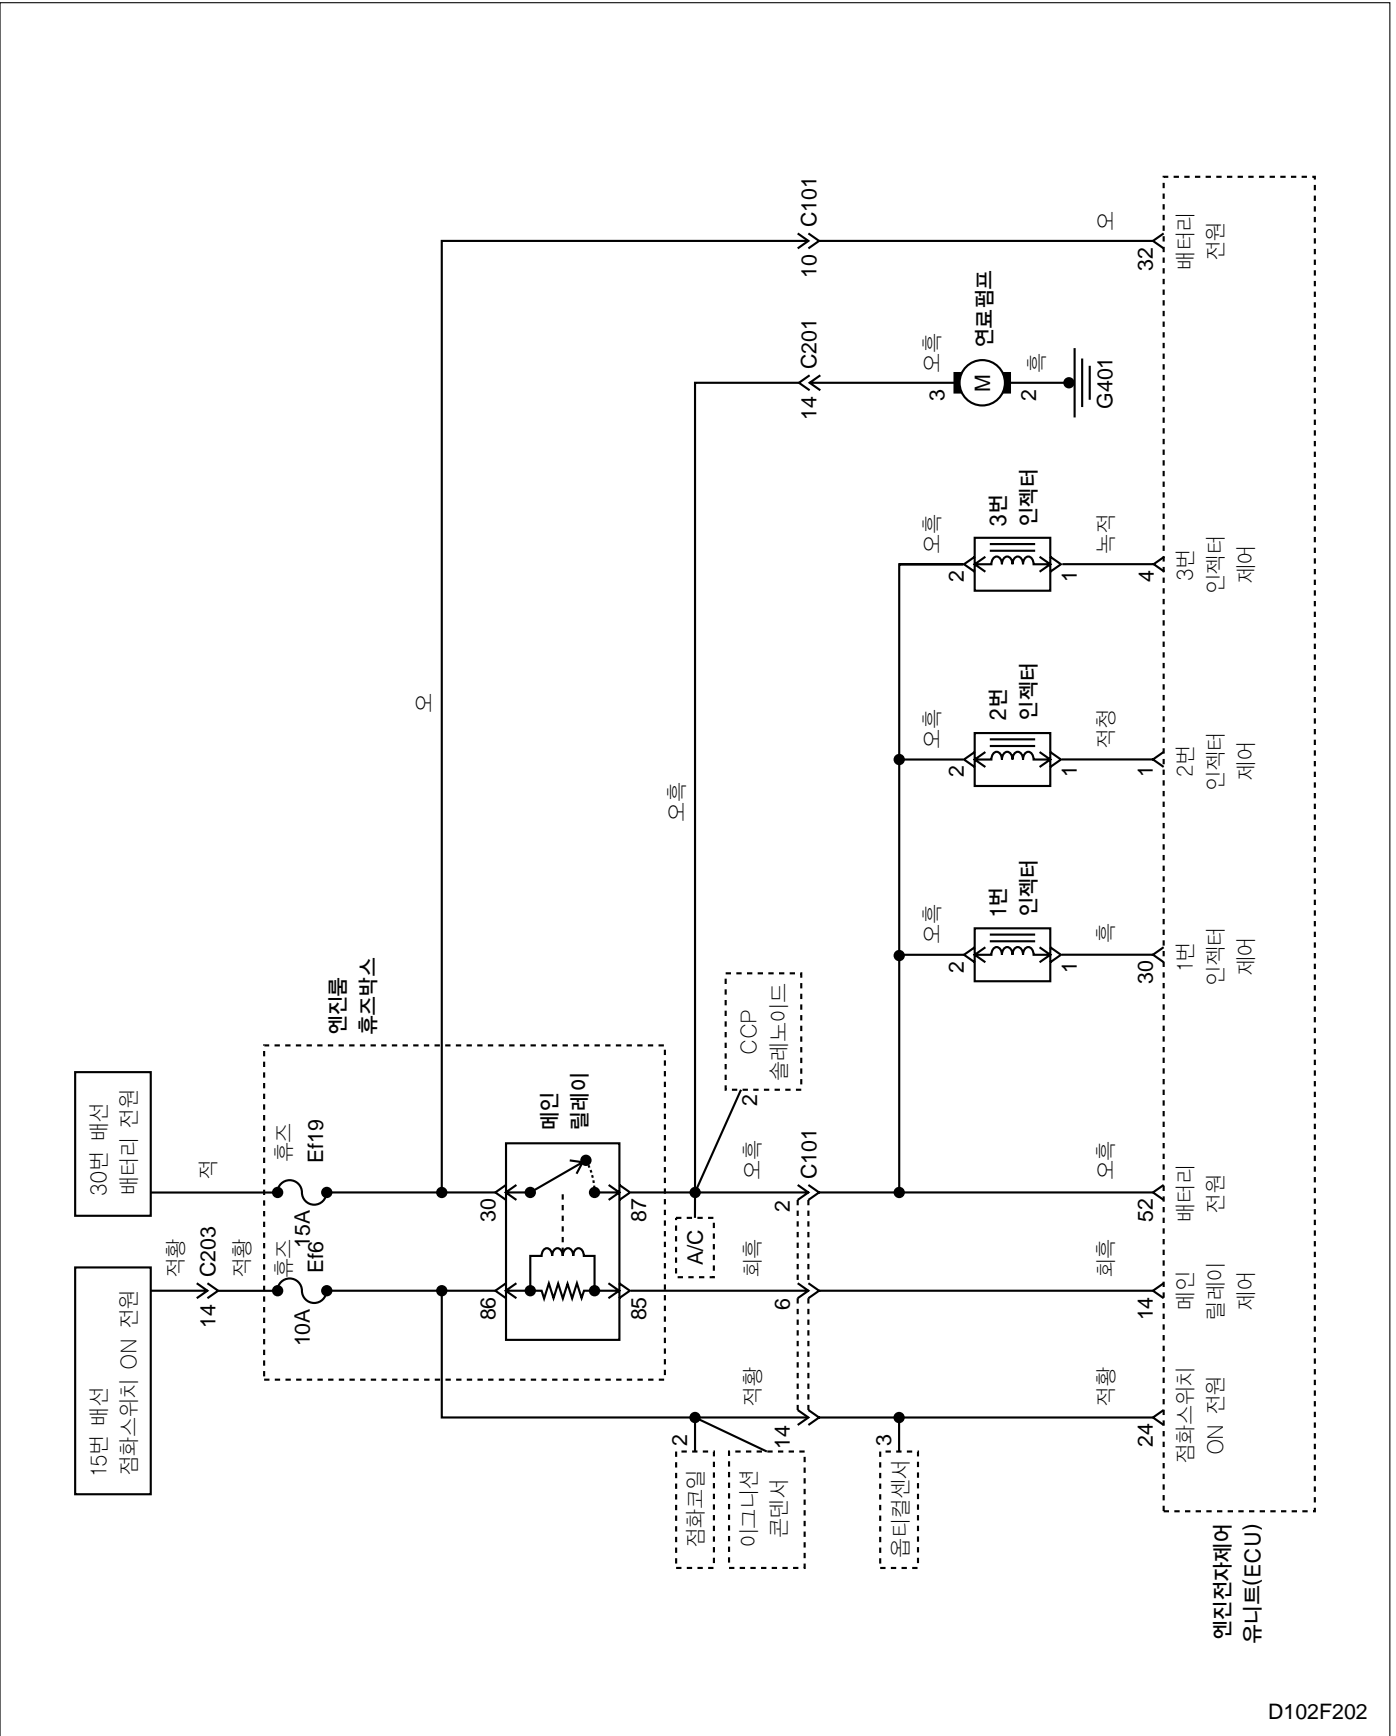 15번 배선
점화스위치 ON 전원
30번 배선
배터리 전원
적황
14
C203
적황
적
휴즈
Ef6
10A
휴즈
Ef19
15A
엔진룸
휴즈박스
86
30
메인
릴레이
85
87
오
오흑
점화코일
2
이그니션
콘덴서
A/C
CCP
솔레노이드
2
적황
회흑
오흑
14
6
2
C101
14
C201
10
C101
옵티컬센서
3
오흑
2
1번
인젝터
1
흑
오흑
2
2번
인젝터
1
적청
오흑
2
3번
인젝터
1
녹적
오흑
3
M
연료펌프
2
흑
G401
적황
회흑
오흑
오
24
14
52
30
1
4
32
점화스위치
ON 전원
메인
릴레이
제어
배터리
전원
1번
인젝터
제어
2번
인젝터
제어
3번
인젝터
제어
배터리
전원
엔진전자제어
유니트(ECU)
D102F202